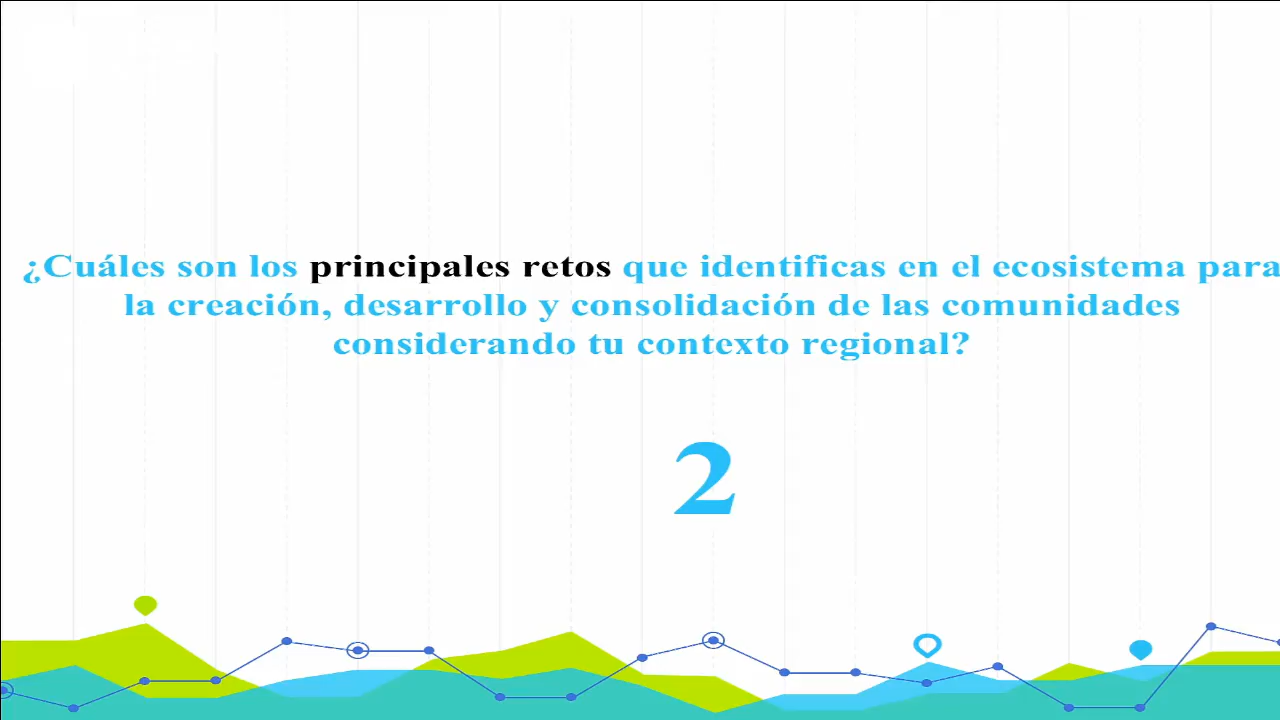 ¿Cuáles son los principales retos que identificas en el ecosistema para
la creación, desarrollo y consolidación de las comunidades
considerando tu contexto regional?
2